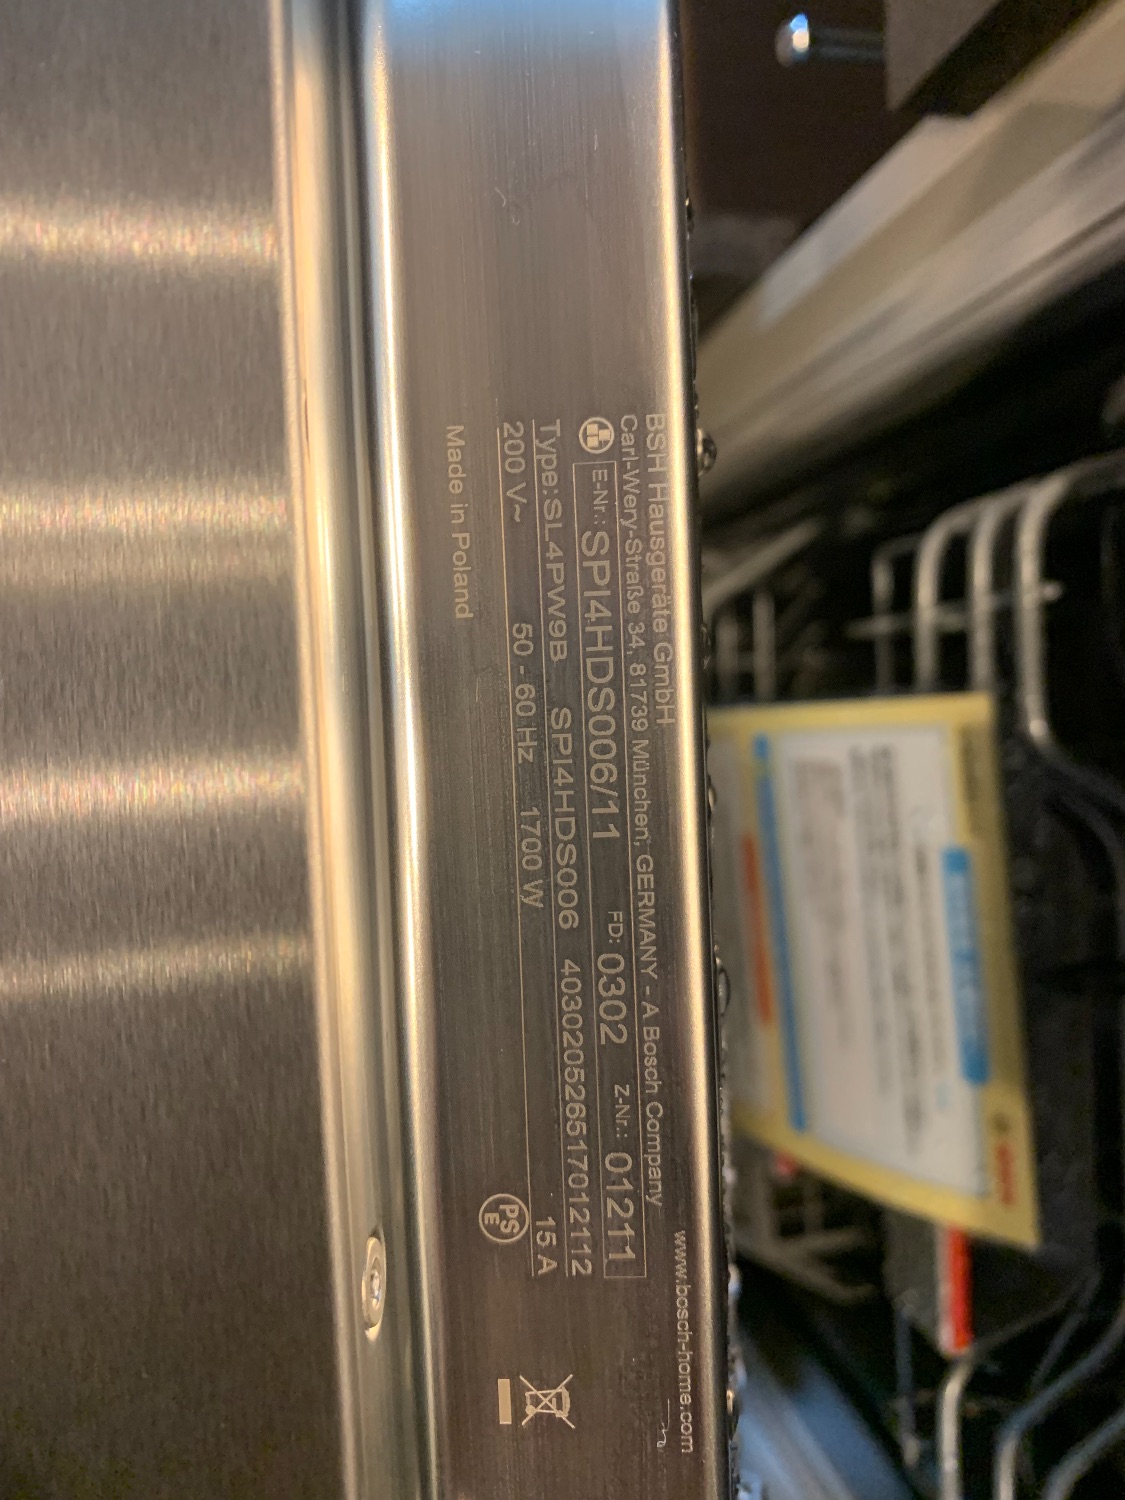 www.bosch-home.com
BSH Hausgeräte GmbH
Carl-Wery-Straße 34, 81739 München, GERMANY - A Bosch Company
E-Nr.: SPI4HDS006/11 FD: 0302 Z-Nr.: 01211
Type:SL4PW9B SPI4HDS006 403020526517012112
200 V~ 50 - 60 Hz 1700 W 15 A
PS
E
Made in Poland